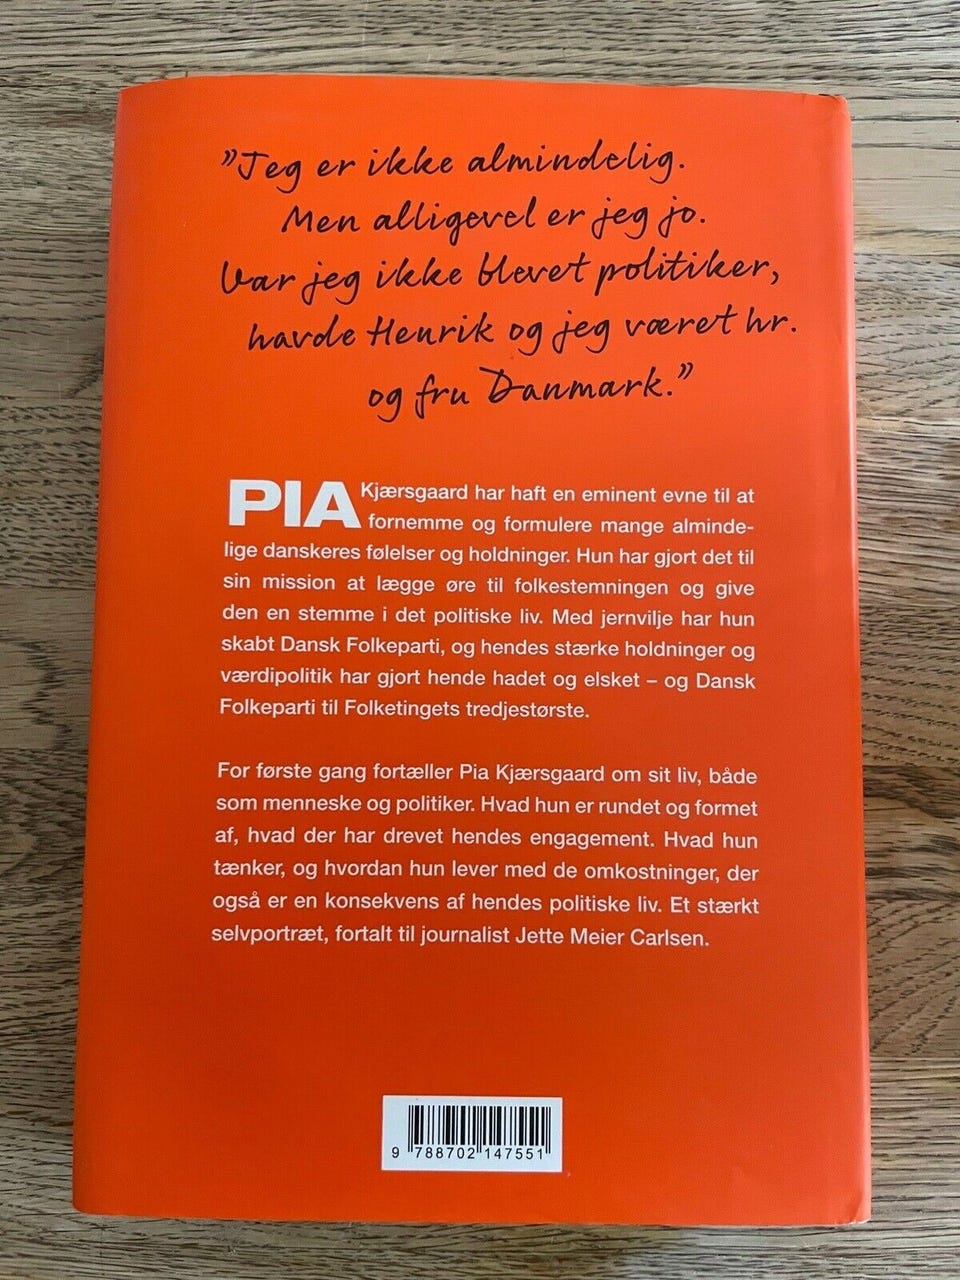 ”Jeg er ikke almindelig.
Men alligevel er jeg jo.
Var jeg ikke blevet politiker,
havde Henrik og jeg været hr.
og fru Danmark.”
PIA Kjærsgaard har haft en eminent evne til at
fornemme og formulere mange alminde-
lige danskeres følelser og holdninger. Hun har gjort det til
sin mission at lægge øre til folkestemningen og give
den en stemme i det politiske liv. Med jernvilje har hun
skabt Dansk Folkeparti, og hendes stærke holdninger og
værdipolitik har gjort hende hadet og elsket – og Dansk
Folkeparti til Folketingets tredjestørste.
For første gang fortæller Pia Kjærsgaard om sit liv, både
som menneske og politiker. Hvad hun er rundet og formet
af, hvad der har drevet hendes engagement. Hvad hun
tænker, og hvordan hun lever med de omkostninger, der
også er en konsekvens af hendes politiske liv. Et stærkt
selvportræt, fortalt til journalist Jette Meier Carlsen.
9 788702 147551